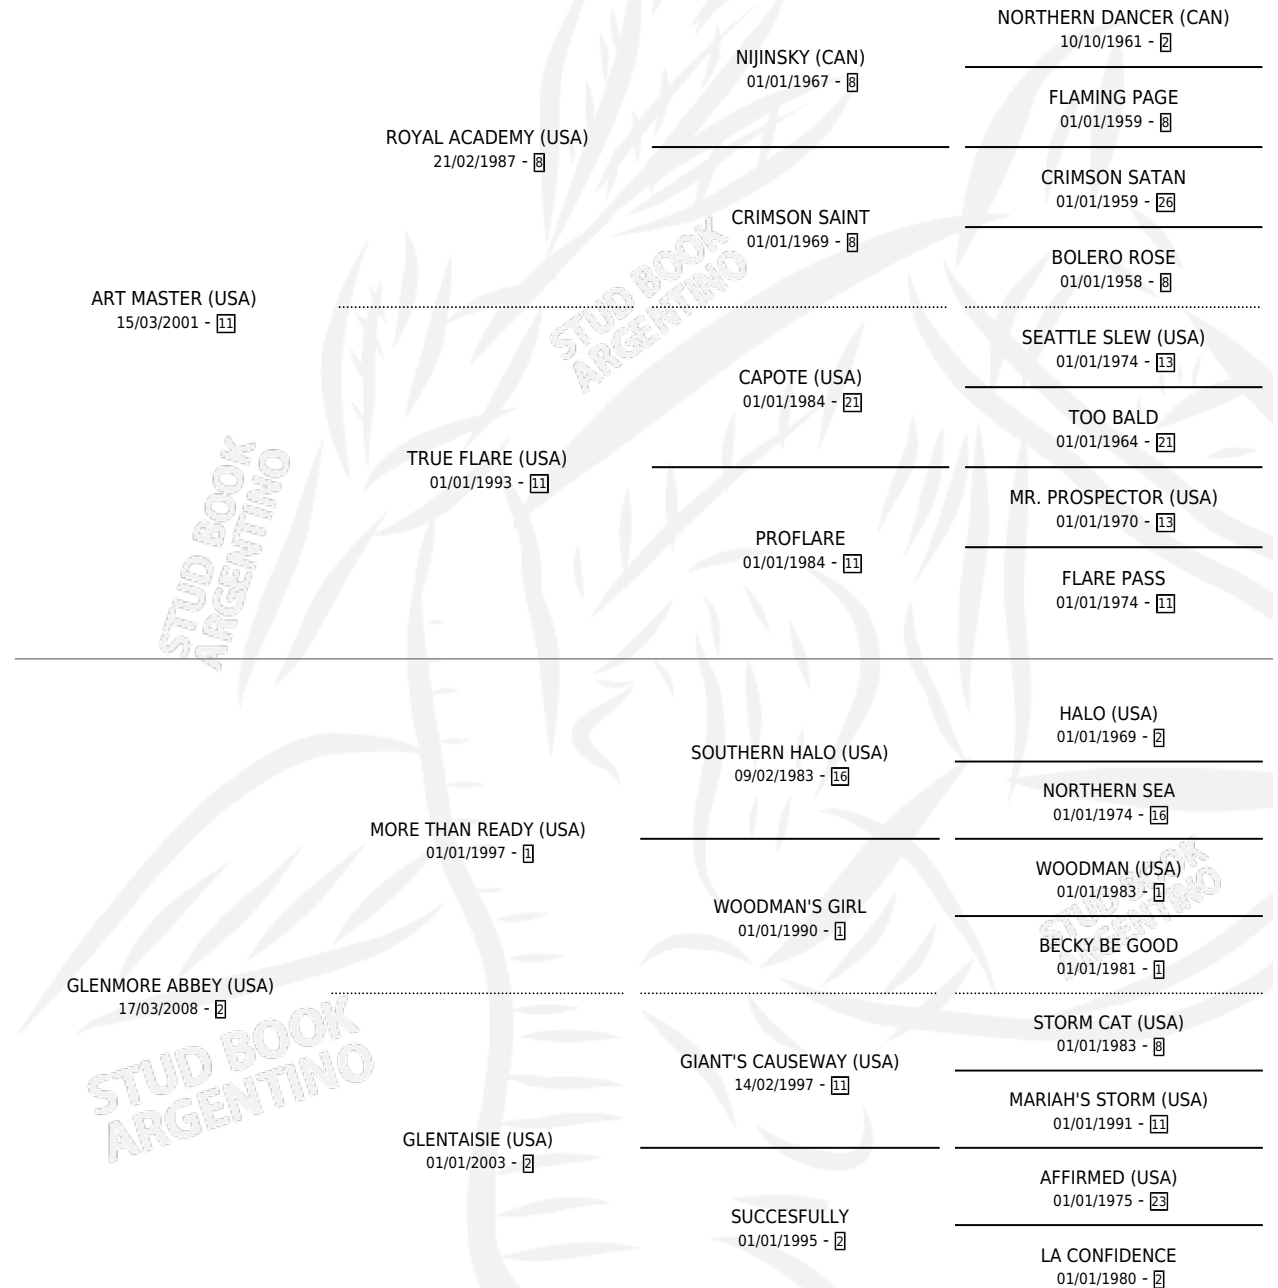 NORTHERN DANCER (CAN)
10/10/1961 - 2
NIJINSKY (CAN)
01/01/1967 - 8
FLAMING PAGE
01/01/1959 - 8
ROYAL ACADEMY (USA)
21/02/1987 - 8
CRIMSON SATAN
01/01/1959 - 26
CRIMSON SAINT
01/01/1969 - 8
BOLERO ROSE
01/01/1958 - 8
ART MASTER (USA)
15/03/2001 - 11
SEATTLE SLEW (USA)
01/01/1974 - 13
CAPOTE (USA)
01/01/1984 - 21
TOO BALD
01/01/1964 - 21
TRUE FLARE (USA)
01/01/1993 - 11
MR. PROSPECTOR (USA)
01/01/1970 - 13
PROFLARE
01/01/1984 - 11
FLARE PASS
01/01/1974 - 11
HALO (USA)
01/01/1969 - 2
SOUTHERN HALO (USA)
09/02/1983 - 16
NORTHERN SEA
01/01/1974 - 16
MORE THAN READY (USA)
01/01/1997 - 1
WOODMAN (USA)
01/01/1983 - 1
WOODMAN'S GIRL
01/01/1990 - 1
BECKY BE GOOD
01/01/1981 - 1
GLENMORE ABBEY (USA)
17/03/2008 - 2
STORM CAT (USA)
01/01/1983 - 8
GIANT'S CAUSEWAY (USA)
14/02/1997 - 11
MARIAH'S STORM (USA)
01/01/1991 - 11
GLENTAISIE (USA)
01/01/2003 - 2
AFFIRMED (USA)
01/01/1975 - 23
SUCCESFULLY
01/01/1995 - 2
LA CONFIDENCE
01/01/1980 - 2
STUD BOOK
ARGENTINO
STUD BOOK
ARGENTINO
STUD BOOK
ARGENTINO
STUD BOOK
ARGENTINO